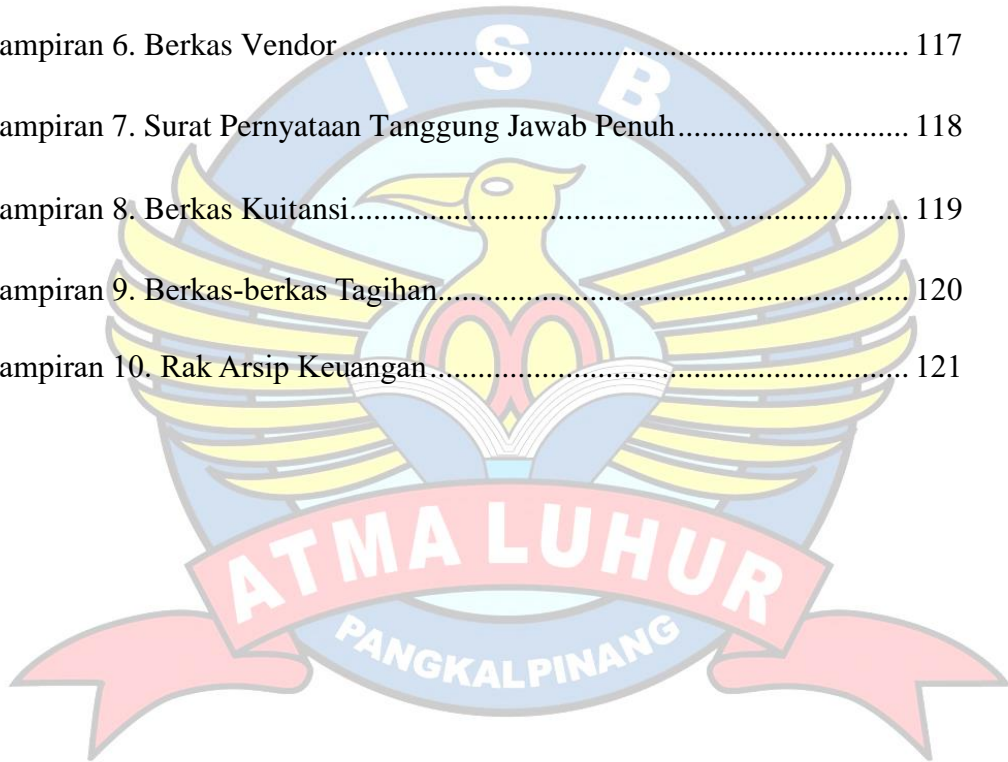 ampiran 6. Berkas Vendor.......................................................................... 117
ampiran 7. Surat Pernyataan Tanggung Jawab Penuh............................. 118
ampiran 8. Berkas Kuitansi........................................................................ 119
ampiran 9. Berkas-berkas Tagihan............................................................. 120
ampiran 10. Rak Arsip Keuangan.............................................................. 121
I S B
ATMA LUHUR
PANGKALPINANG